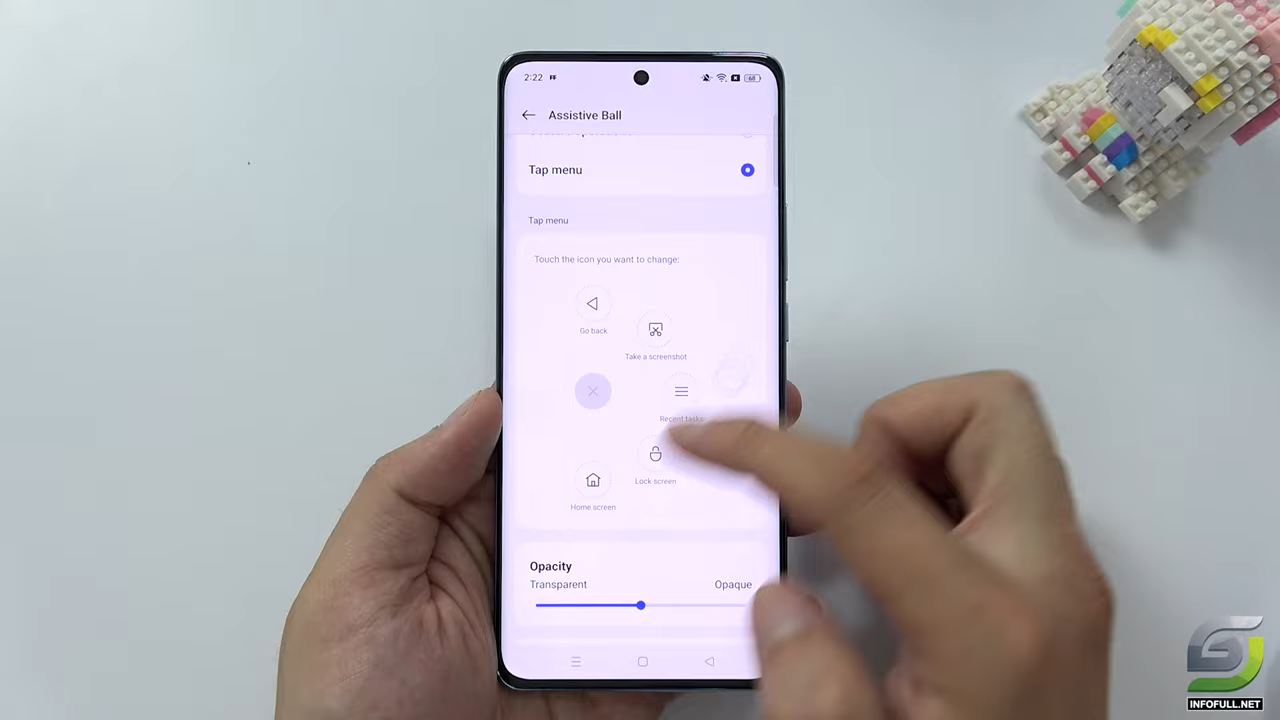 2:22
68
Assistive Ball
Tap menu
Tap menu
Touch the icon you want to change:
Go back
Take a screenshot
Recent tasks
Lock screen
Home screen
Opacity
Transparent
Opaque
INFOFULL.NET